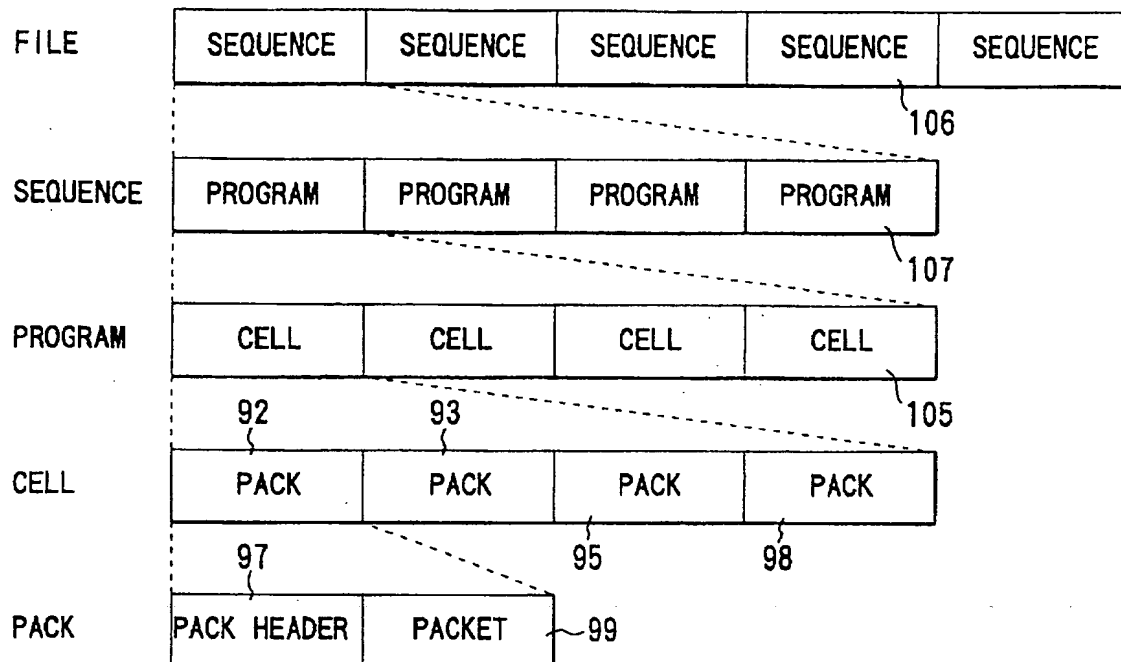 FILE SEQUENCE SEQUENCE SEQUENCE SEQUENCE SEQUENCE
106
SEQUENCE PROGRAM PROGRAM PROGRAM PROGRAM
107
PROGRAM CELL CELL CELL CELL
92 93 105
CELL PACK PACK PACK PACK
97 95 98
PACK PACK HEADER PACKET 99